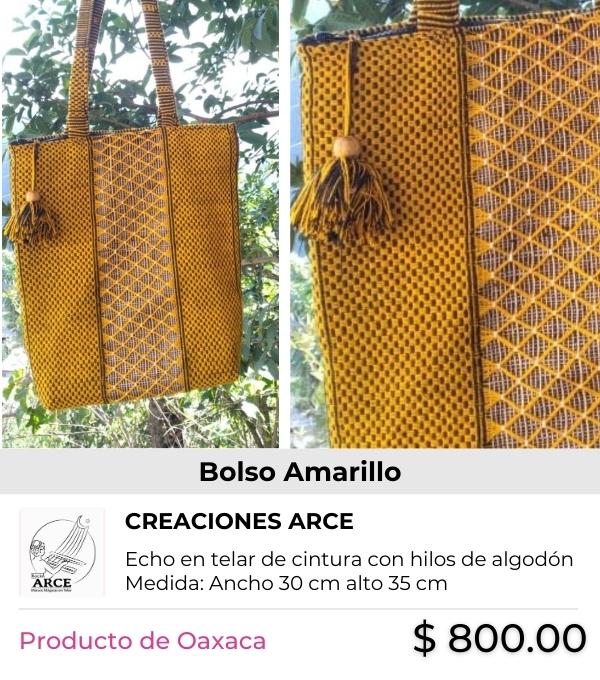 Bolso Amarillo
CREACIONES ARCE
Echo en telar de cintura con hilos de algodón
Medida: Ancho 30 cm alto 35 cm
ARCE
Producto de Oaxaca
$ 800.00